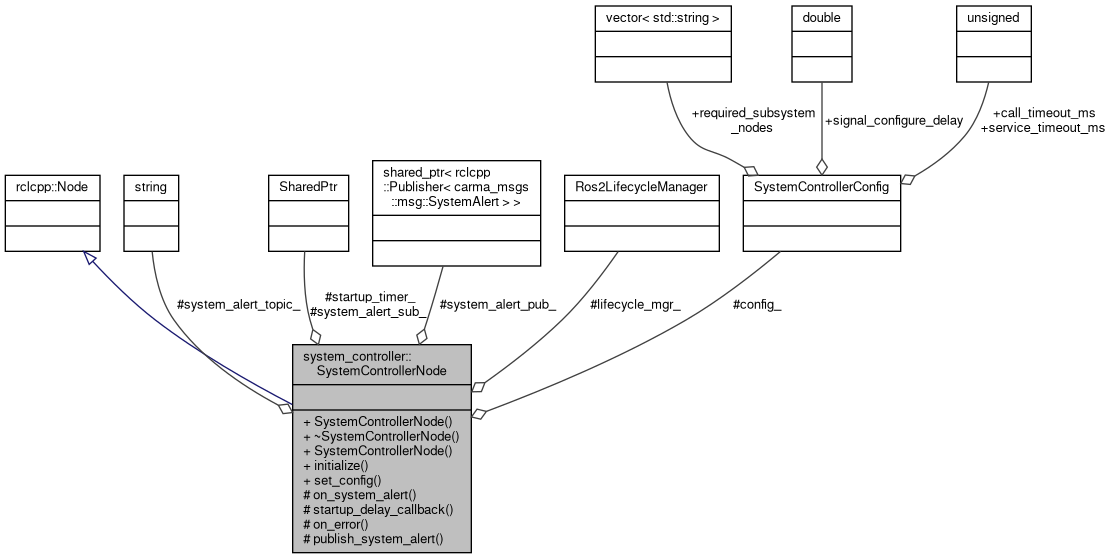 vector< std::string >
double
unsigned
+required_subsystem
_nodes
+signal_configure_delay
+call_timeout_ms
+service_timeout_ms
rclcpp::Node
string
SharedPtr
shared_ptr< rclcpp
::Publisher< carma_msgs
::msg::SystemAlert > >
Ros2LifecycleManager
SystemControllerConfig
#system_alert_topic_
#startup_timer_
#system_alert_sub_
#system_alert_pub_
#lifecycle_mgr_
#config_
system_controller::
SystemControllerNode
+ SystemControllerNode()
+ ~SystemControllerNode()
+ SystemControllerNode()
+ initialize()
+ set_config()
# on_system_alert()
# startup_delay_callback()
# on_error()
# publish_system_alert()